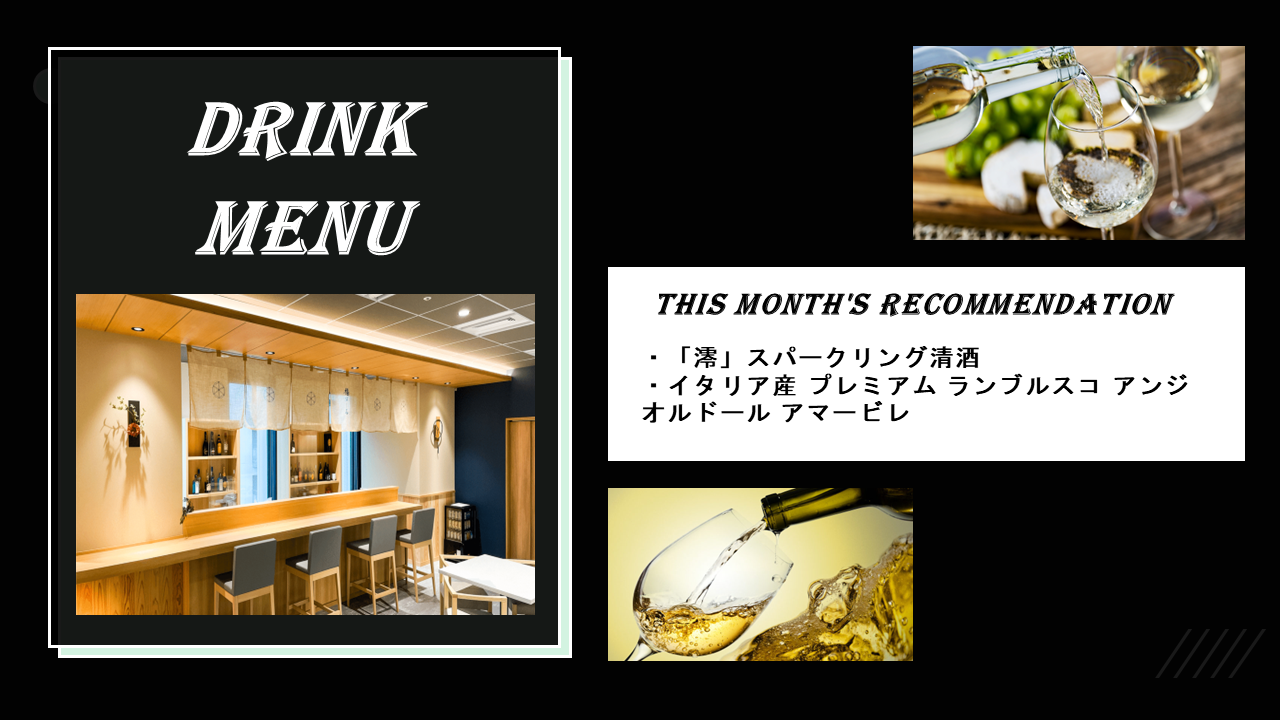 DRINK
MENU
THIS MONTH'S RECOMMENDATION
・「澪」スパークリング清酒
・イタリア産 プレミアム ランブルスコ アンジ
オルドール アマービレ